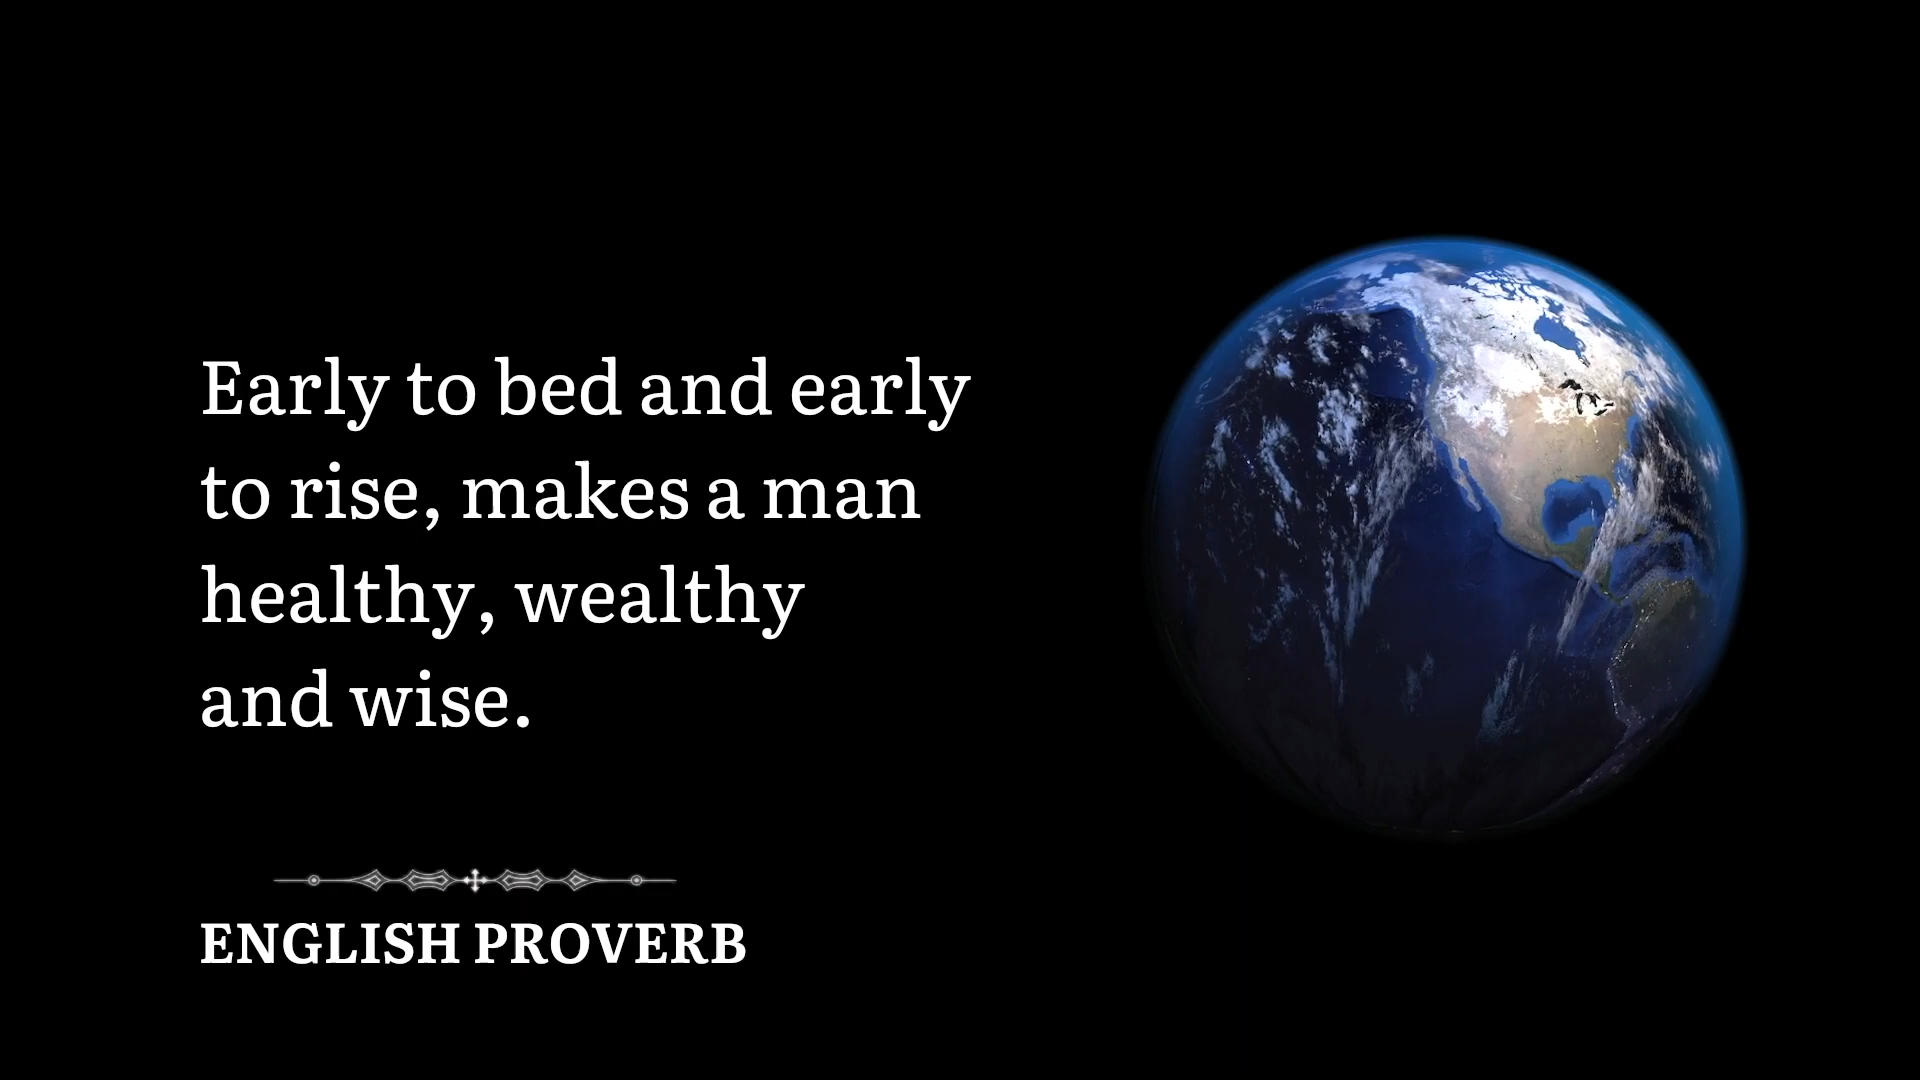 Early to bed and early
to rise, makes a man
healthy, wealthy
and wise.
ENGLISH PROVERB